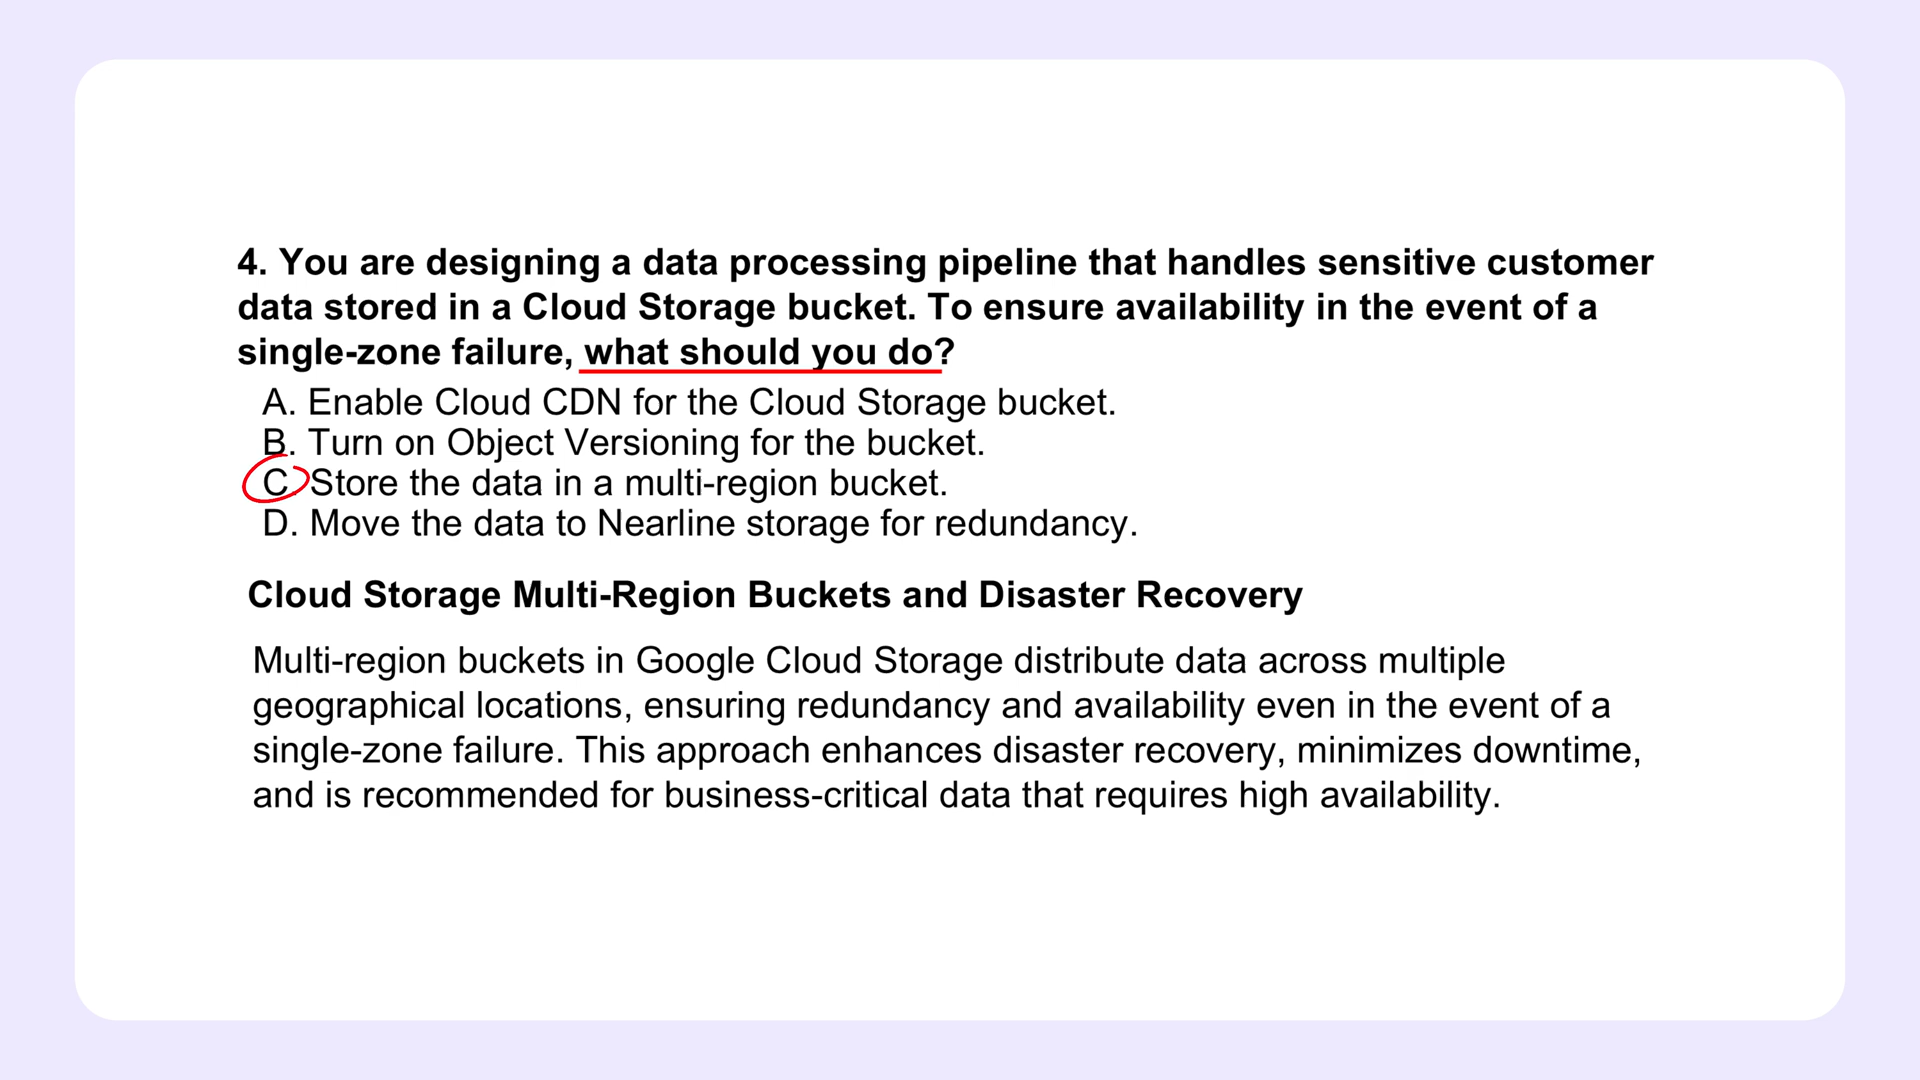 4. You are designing a data processing pipeline that handles sensitive customer
data stored in a Cloud Storage bucket. To ensure availability in the event of a
single-zone failure, what should you do?
A. Enable Cloud CDN for the Cloud Storage bucket.
B. Turn on Object Versioning for the bucket.
C. Store the data in a multi-region bucket.
D. Move the data to Nearline storage for redundancy.
Cloud Storage Multi-Region Buckets and Disaster Recovery
Multi-region buckets in Google Cloud Storage distribute data across multiple
geographical locations, ensuring redundancy and availability even in the event of a
single-zone failure. This approach enhances disaster recovery, minimizes downtime,
and is recommended for business-critical data that requires high availability.